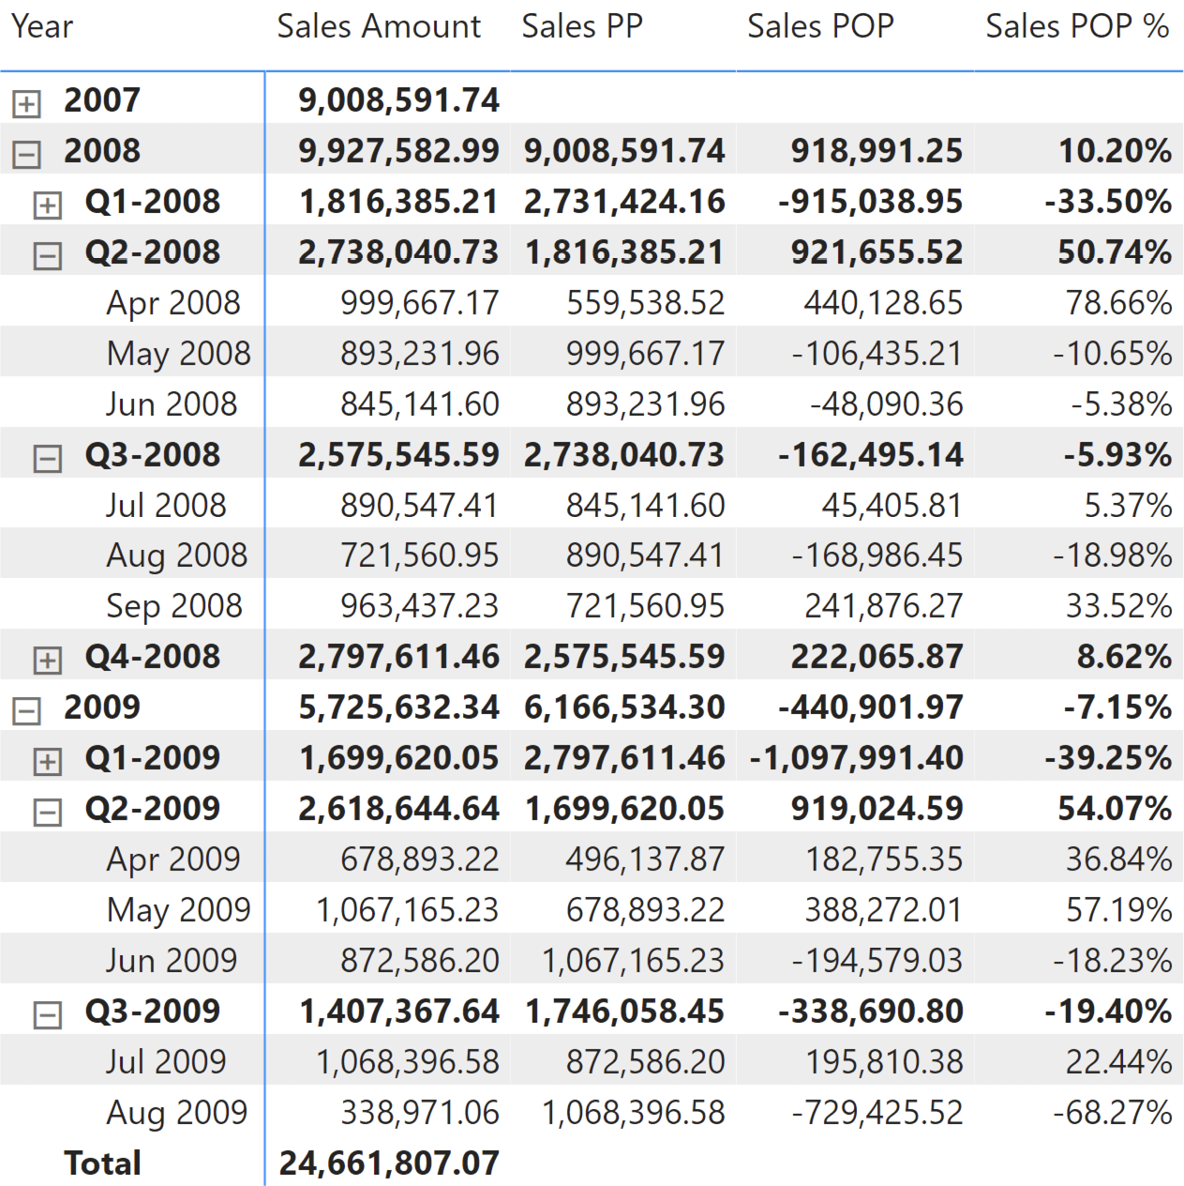 Year Sales Amount Sales PP Sales POP Sales POP %
2007 9,008,591.74
2008 9,927,582.99 9,008,591.74 918,991.25 10.20%
Q1-2008 1,816,385.21 2,731,424.16 -915,038.95 -33.50%
Q2-2008 2,738,040.73 1,816,385.21 921,655.52 50.74%
Apr 2008 999,667.17 559,538.52 440,128.65 78.66%
May 2008 893,231.96 999,667.17 -106,435.21 -10.65%
Jun 2008 845,141.60 893,231.96 -48,090.36 -5.38%
Q3-2008 2,575,545.59 2,738,040.73 -162,495.14 -5.93%
Jul 2008 890,547.41 845,141.60 45,405.81 5.37%
Aug 2008 721,560.95 890,547.41 -168,986.45 -18.98%
Sep 2008 963,437.23 721,560.95 241,876.27 33.52%
Q4-2008 2,797,611.46 2,575,545.59 222,065.87 8.62%
2009 5,725,632.34 6,166,534.30 -440,901.97 -7.15%
Q1-2009 1,699,620.05 2,797,611.46 -1,097,991.40 -39.25%
Q2-2009 2,618,644.64 1,699,620.05 919,024.59 54.07%
Apr 2009 678,893.22 496,137.87 182,755.35 36.84%
May 2009 1,067,165.23 678,893.22 388,272.01 57.19%
Jun 2009 872,586.20 1,067,165.23 -194,579.03 -18.23%
Q3-2009 1,407,367.64 1,746,058.45 -338,690.80 -19.40%
Jul 2009 1,068,396.58 872,586.20 195,810.38 22.44%
Aug 2009 338,971.06 1,068,396.58 -729,425.52 -68.27%
Total 24,661,807.07